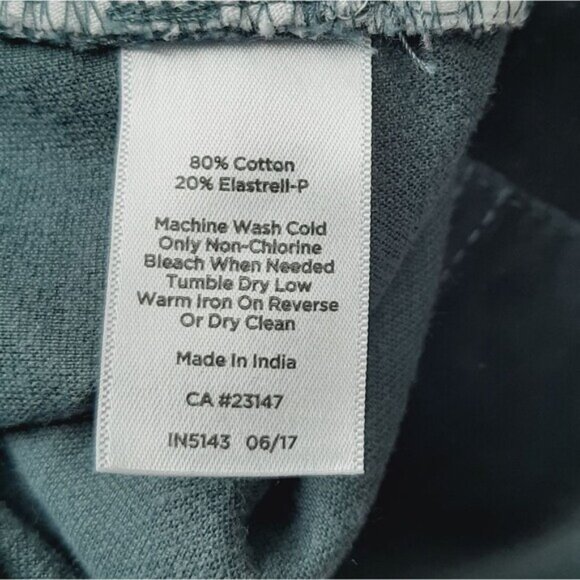 80% Cotton
20% Elastrell-P
Machine Wash Cold
Only Non-Chlorine
Bleach When Needed
Tumble Dry Low
Warm Iron On Reverse
Or Dry Clean
Made In India
CA #23147
IN5143 06/17